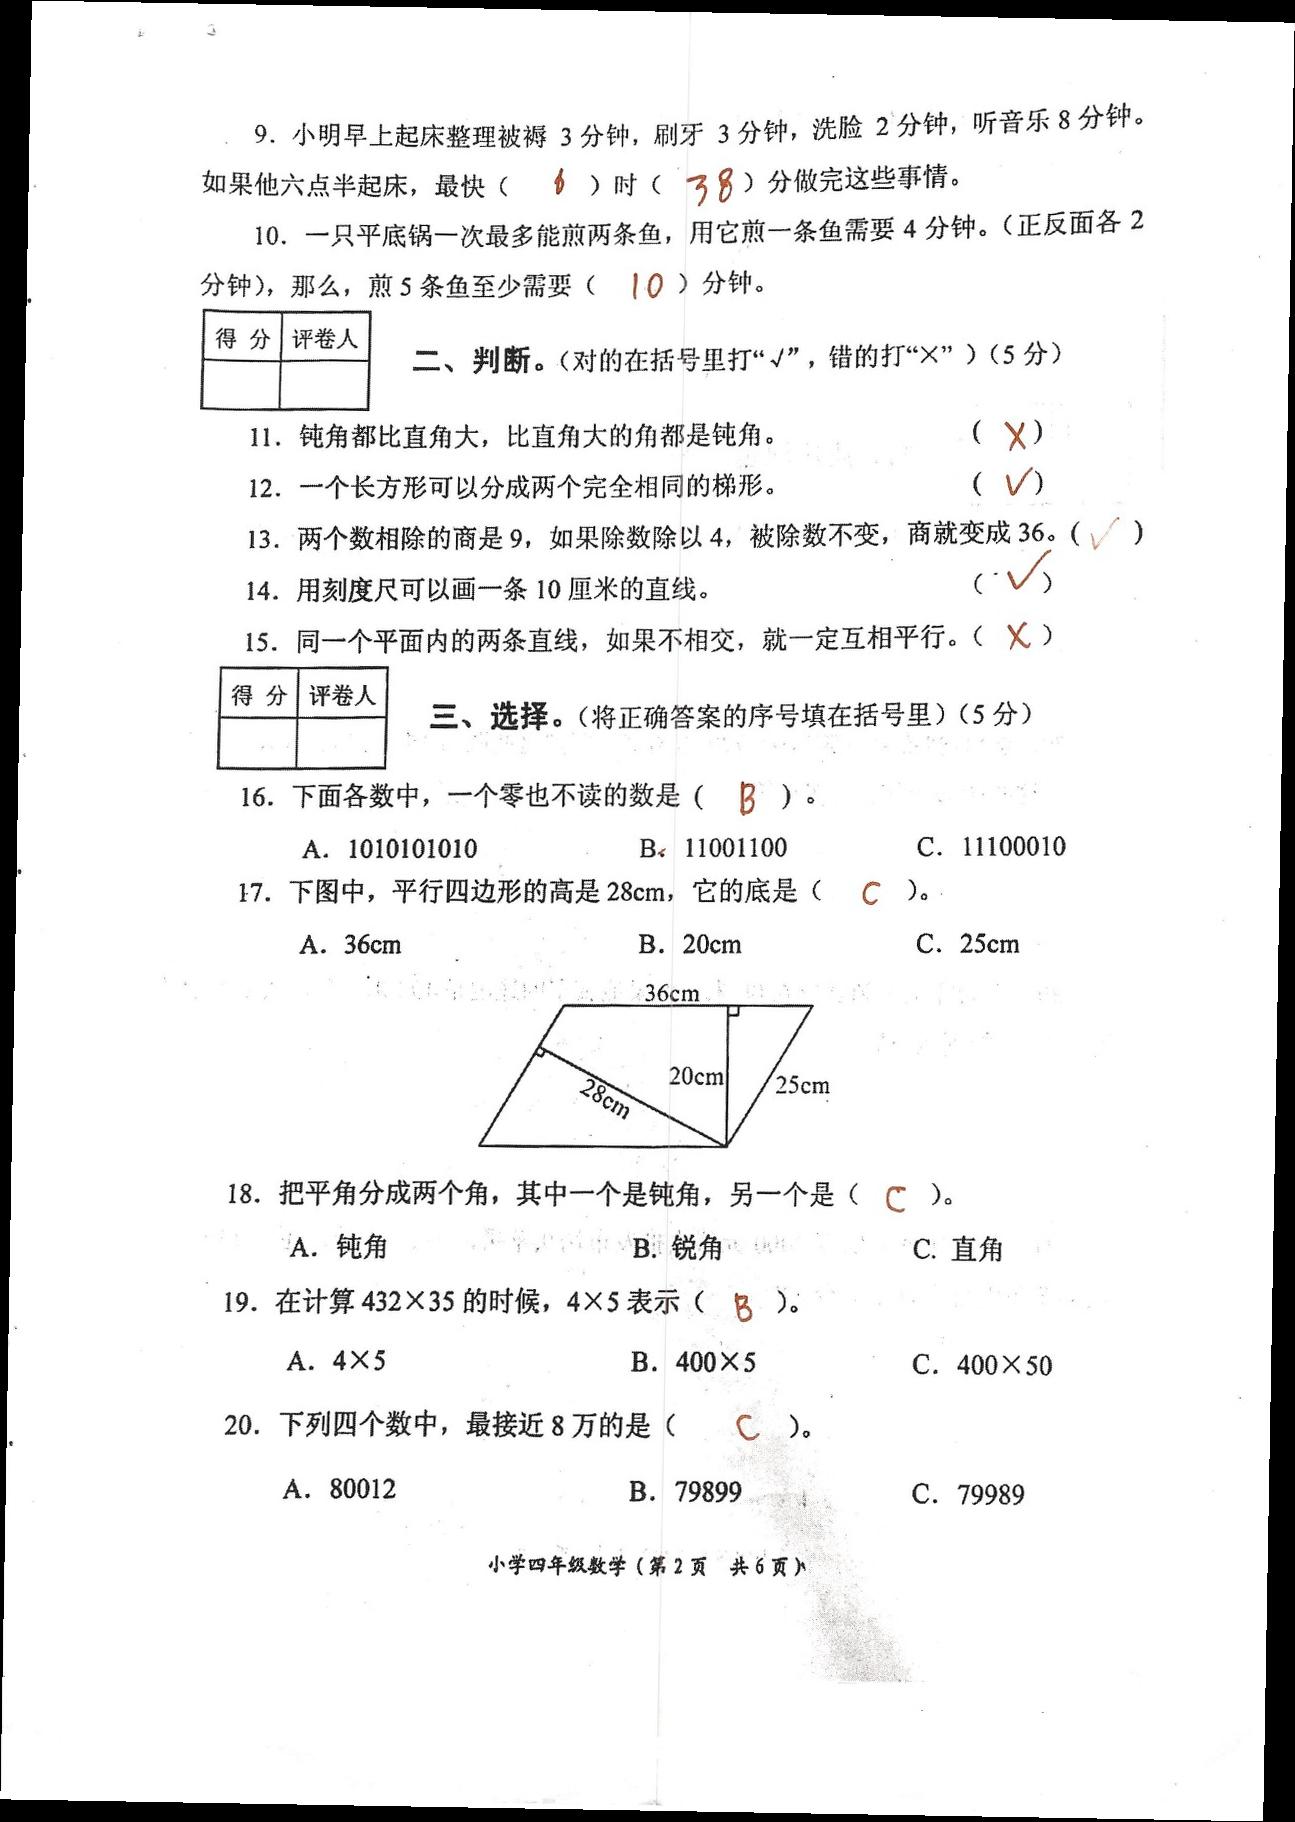 9．小明早上起床整理被褥 3 分钟，刷牙 3 分钟，洗脸 2 分钟，听音乐 8 分钟。
如果他六点半起床，最快（ 6 ）时（ 38 ）分做完这些事情。
10．一只平底锅一次最多能煎两条鱼，用它煎一条鱼需要 4 分钟。（正反面各 2
分钟），那么，煎 5 条鱼至少需要（ 10 ）分钟。
得 分 评卷人
二、判断。（对的在括号里打“√”，错的打“×”）（5 分）
11．钝角都比直角大，比直角大的角都是钝角。 （ × ）
12．一个长方形可以分成两个完全相同的梯形。 （ √ ）
13．两个数相除的商是 9，如果除数除以 4，被除数不变，商就变成 36。（ √ ）
14．用刻度尺可以画一条 10 厘米的直线。 （ √ ）
15．同一个平面内的两条直线，如果不相交，就一定互相平行。（ × ）
得 分 评卷人
三、选择。（将正确答案的序号填在括号里）（5 分）
16．下面各数中，一个零也不读的数是（ B ）。
A．1010101010 B．11001100 C．11100010
17．下图中，平行四边形的高是 28cm，它的底是（ C ）。
A．36cm B．20cm C．25cm
36cm
20cm
25cm
28cm
18．把平角分成两个角，其中一个是钝角，另一个是（ C ）。
A．钝角 B．锐角 C．直角
19．在计算 432×35 的时候，4×5 表示（ B ）。
A．4×5 B．400×5 C．400×50
20．下列四个数中，最接近 8 万的是（ C ）。
A．80012 B．79899 C．79989
小学四年级数学（第 2 页 共 6 页）